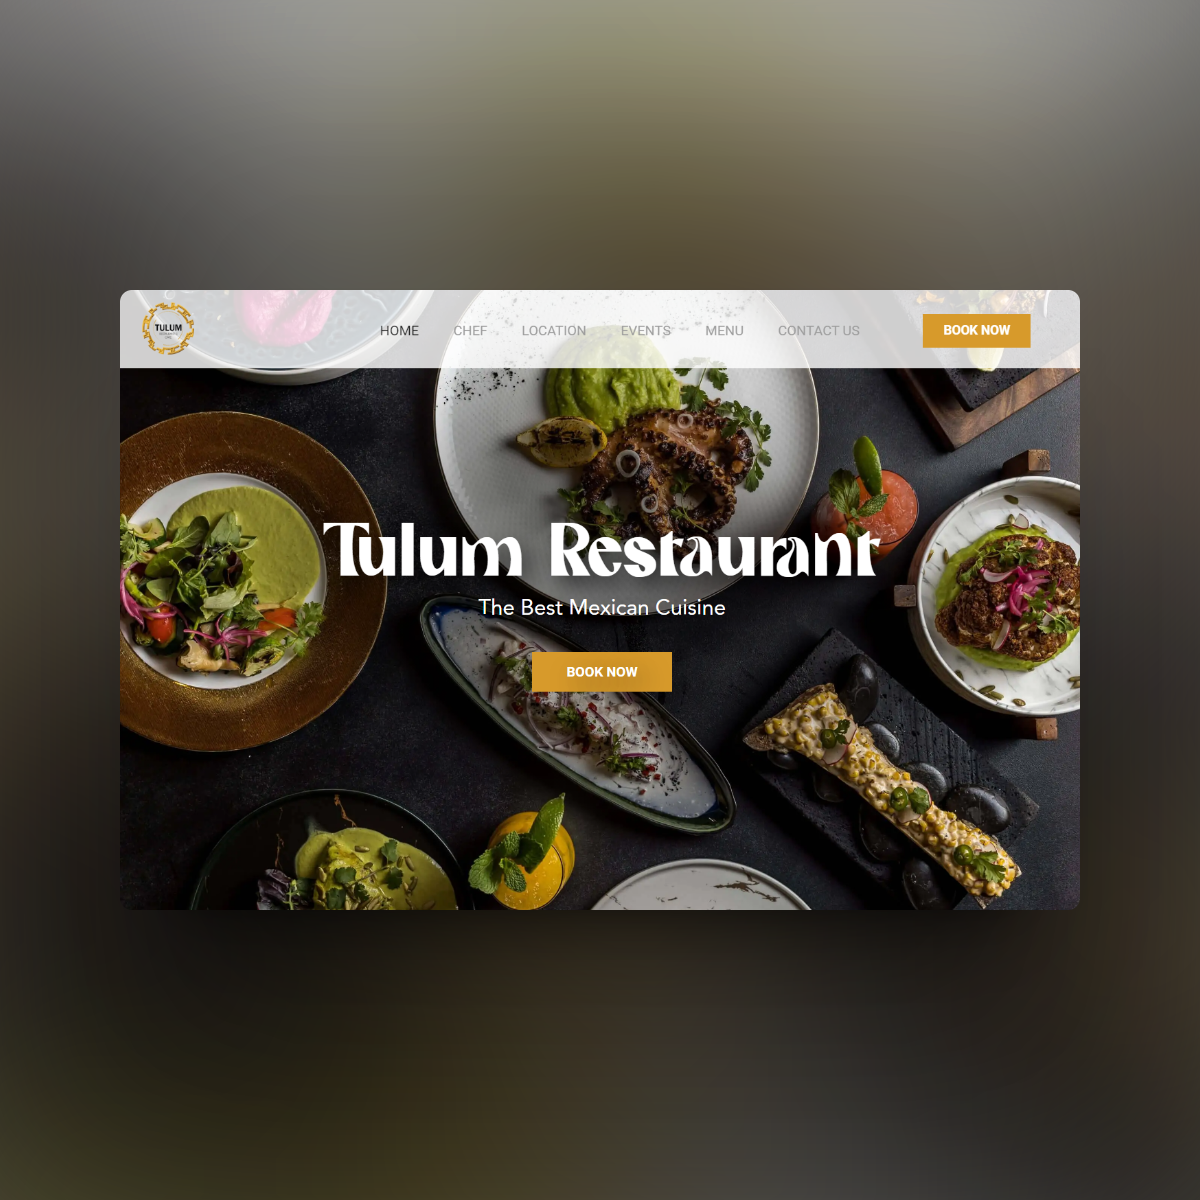 TULUM
HOME CHEF LOCATION EVENTS MENU CONTACT US BOOK NOW
Tulum Restaurant
The Best Mexican Cuisine
BOOK NOW